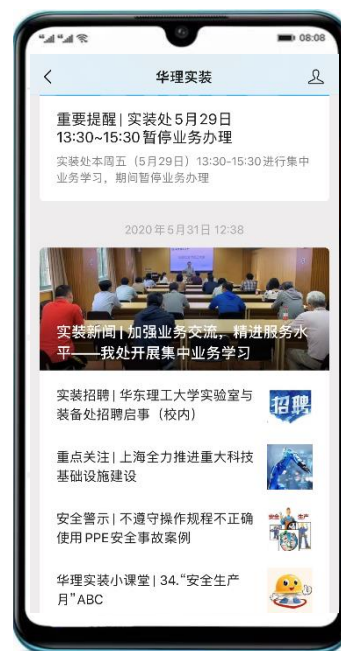 08:08
华理实装
重要提醒 | 实装处5月29日
13:30~15:30暂停业务办理
实装处本周五（5月29日）13:30-15:30进行集中
业务学习，期间暂停业务办理
2020年5月31日 12:38
实装新闻 | 加强业务交流，精进服务水
平——我处开展集中业务学习
实装招聘 | 华东理工大学实验室与
装备处招聘启事（校内）
招聘
重点关注 | 上海全力推进重大科技
基础设施建设
安全警示 | 不遵守操作规程不正确
使用PPE安全事故案例
安全 生产
华理实装小课堂 | 34.“安全生产
月”ABC